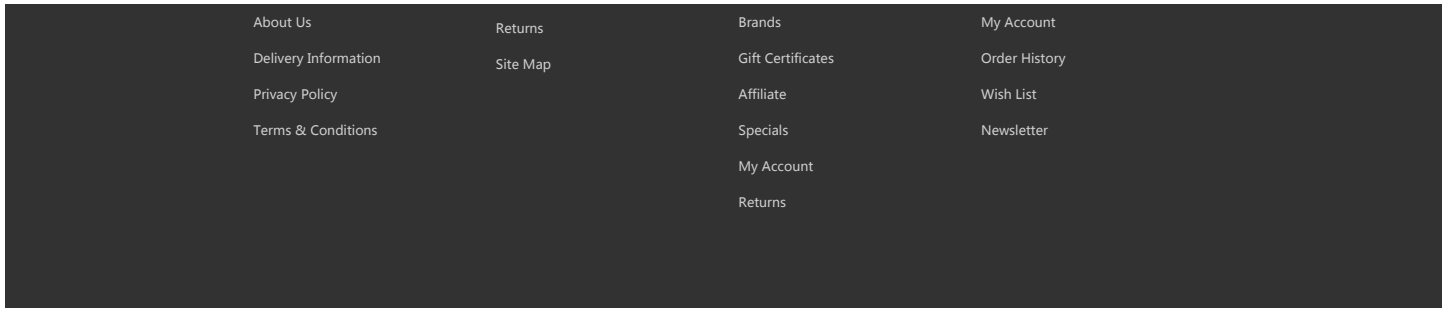 About Us
Delivery Information
Privacy Policy
Terms & Conditions
Returns
Site Map
Brands
Gift Certificates
Affiliate
Specials
My Account
Returns
My Account
Order History
Wish List
Newsletter